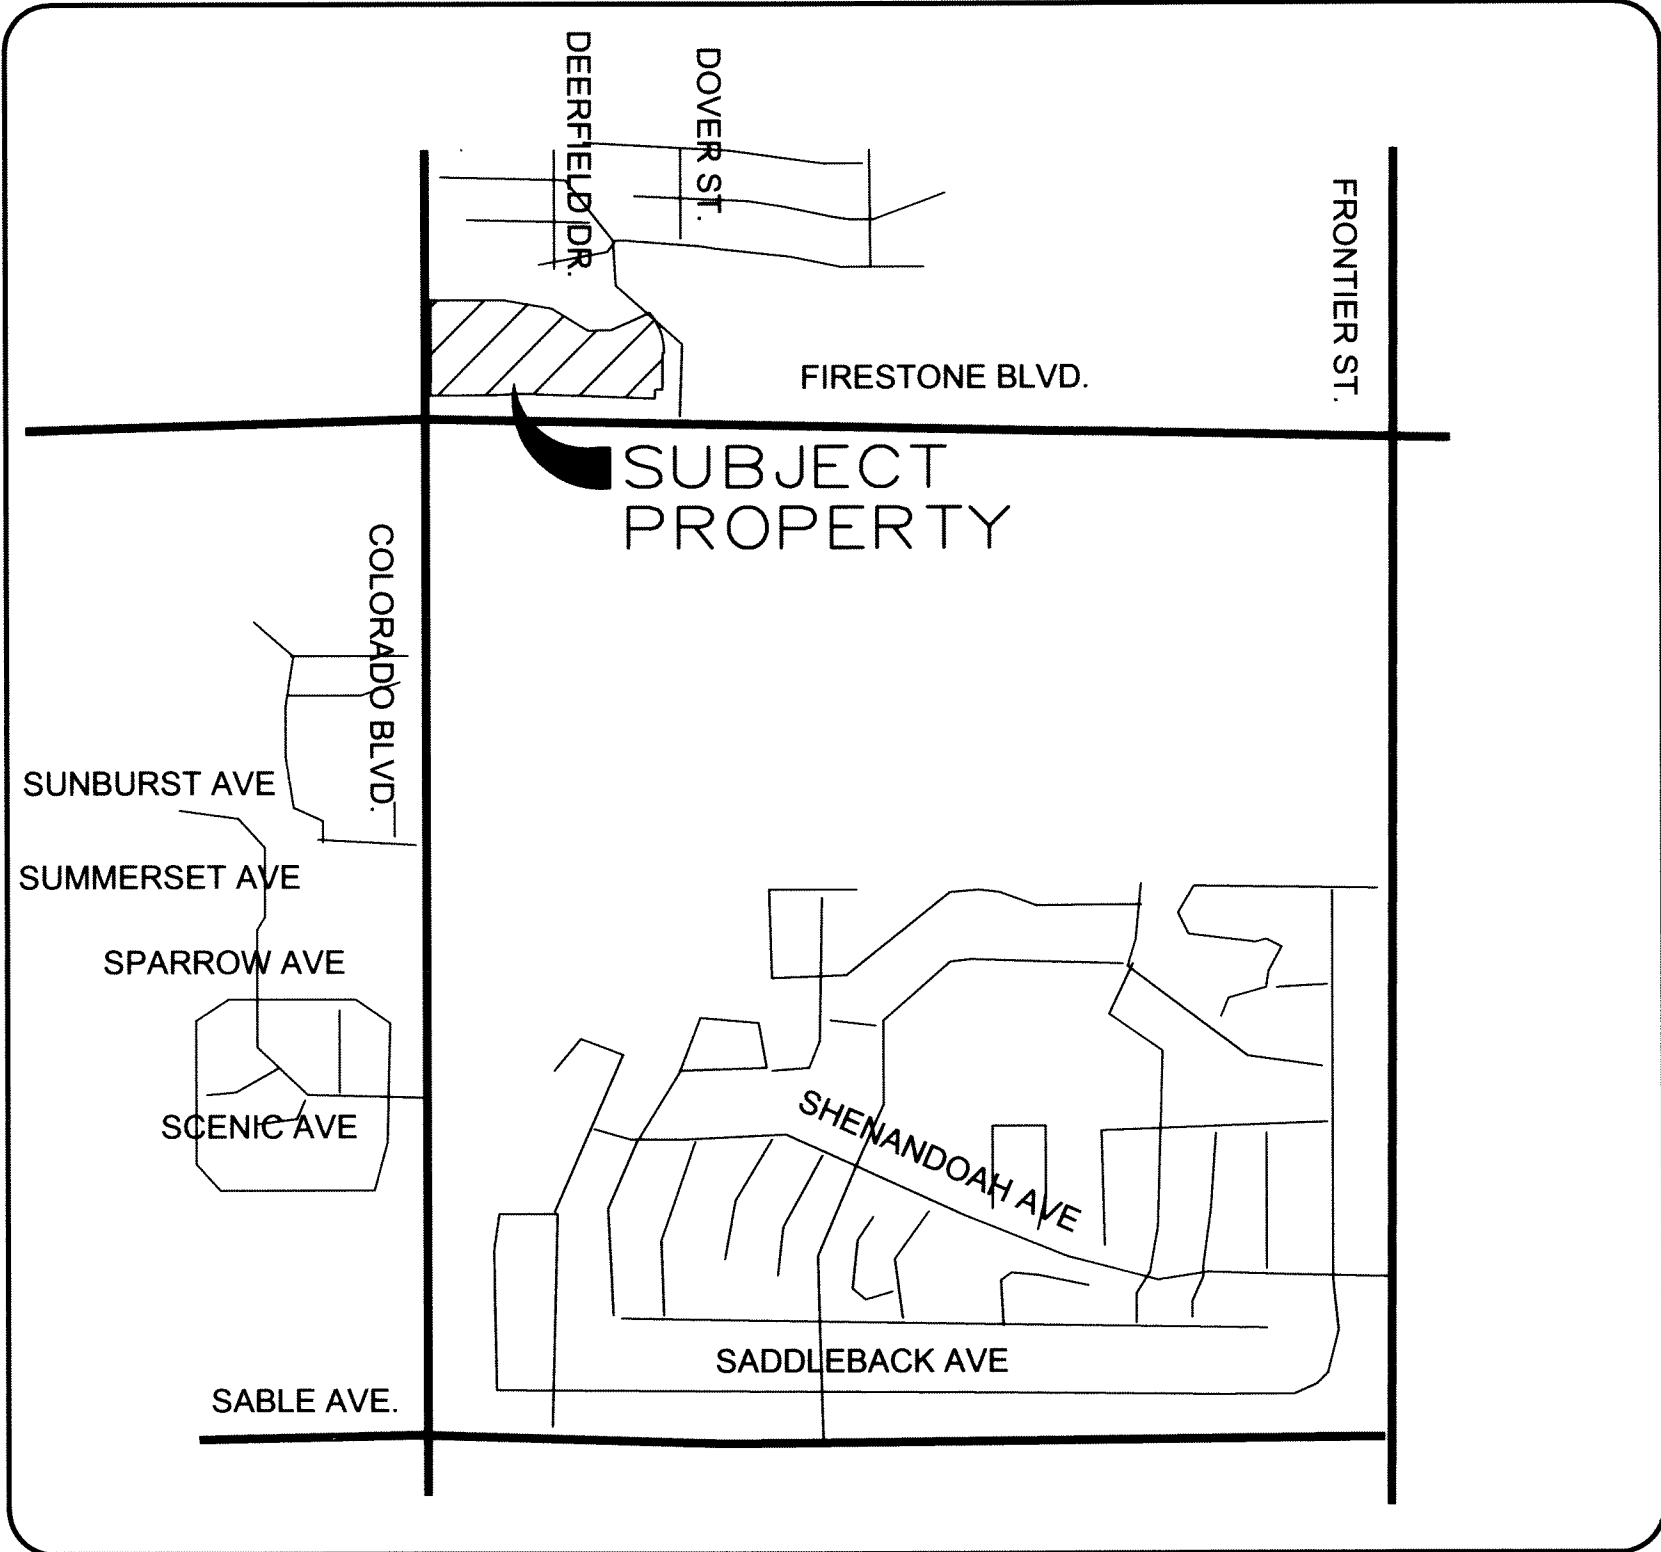 DEERFIELD DR.
DOVER ST.
FRONTIER ST.
FIRESTONE BLVD.
SUBJECT
PROPERTY
COLORADO BLVD.
SUNBURST AVE
SUMMERSET AVE
SPARROW AVE
SHENANDOAH AVE
SCENIC AVE
SADDLEBACK AVE
SABLE AVE.